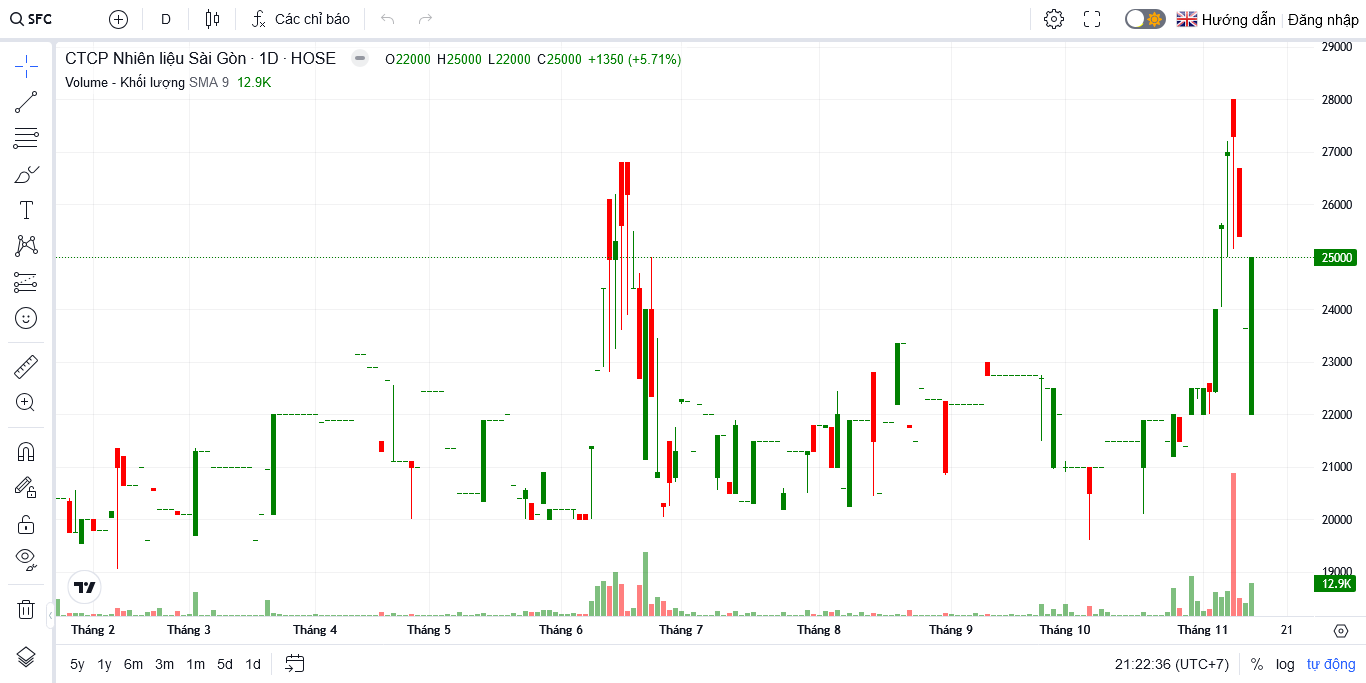 SFC D Các chỉ báo Hướng dẫn Đăng nhập
CTCP Nhiên liệu Sài Gòn · 1D · HOSE O22000 H25000 L22000 C25000 +1350 (+5.71%)
Volume - Khối lượng SMA 9 12.9K
29000
28000
27000
26000
25000
24000
23000
22000
21000
20000
19000
12.9K
Tháng 2 Tháng 3 Tháng 4 Tháng 5 Tháng 6 Tháng 7 Tháng 8 Tháng 9 Tháng 10 Tháng 11 21
5y 1y 6m 3m 1m 5d 1d 21:22:36 (UTC+7) % log tự động